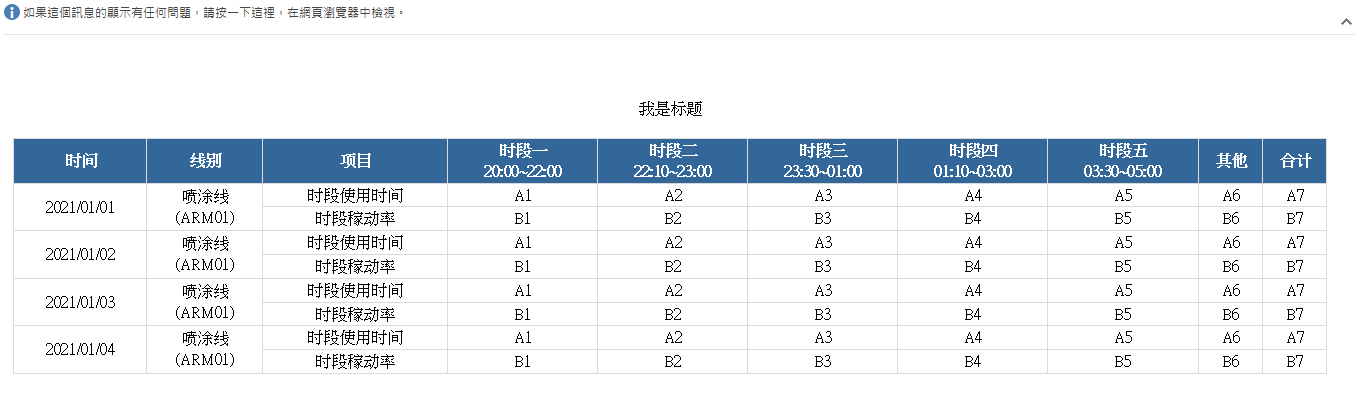 如果這個訊息的顯示有任何問題，請按一下這裡，在網頁瀏覽器中檢視。
我是标题
时间 线别 项目 时段一 时段二 时段三 时段四 时段五 其他 合计
20:00~22:00 22:10~23:00 23:30~01:00 01:10~03:00 03:30~05:00
2021/01/01 喷涂线 时段使用时间 A1 A2 A3 A4 A5 A6 A7
(ARM01) 时段稼动率 B1 B2 B3 B4 B5 B6 B7
2021/01/02 喷涂线 时段使用时间 A1 A2 A3 A4 A5 A6 A7
(ARM01) 时段稼动率 B1 B2 B3 B4 B5 B6 B7
2021/01/03 喷涂线 时段使用时间 A1 A2 A3 A4 A5 A6 A7
(ARM01) 时段稼动率 B1 B2 B3 B4 B5 B6 B7
2021/01/04 喷涂线 时段使用时间 A1 A2 A3 A4 A5 A6 A7
(ARM01) 时段稼动率 B1 B2 B3 B4 B5 B6 B7